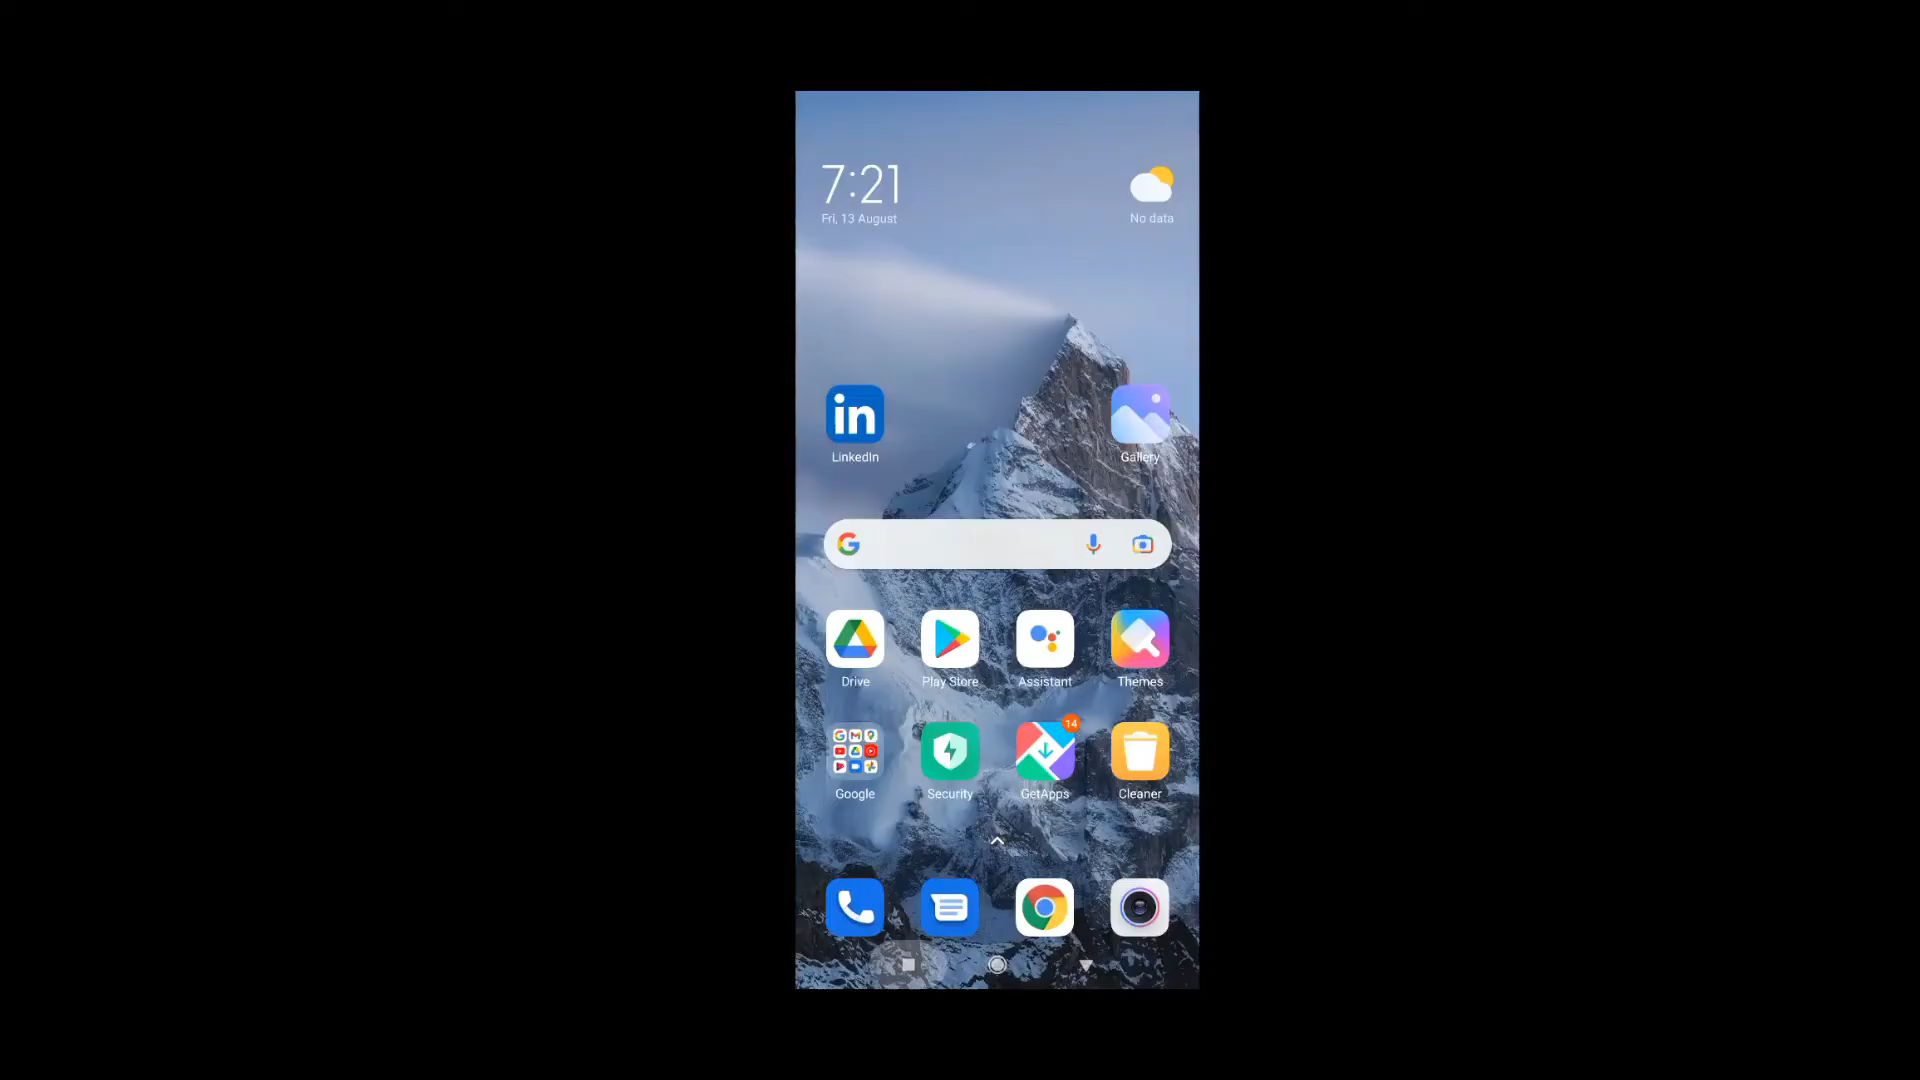 7:21
Fri, 13 August
No data
in
LinkedIn
Gallery
Drive
Play Store
Assistant
Themes
14
Google
Security
GetApps
Cleaner